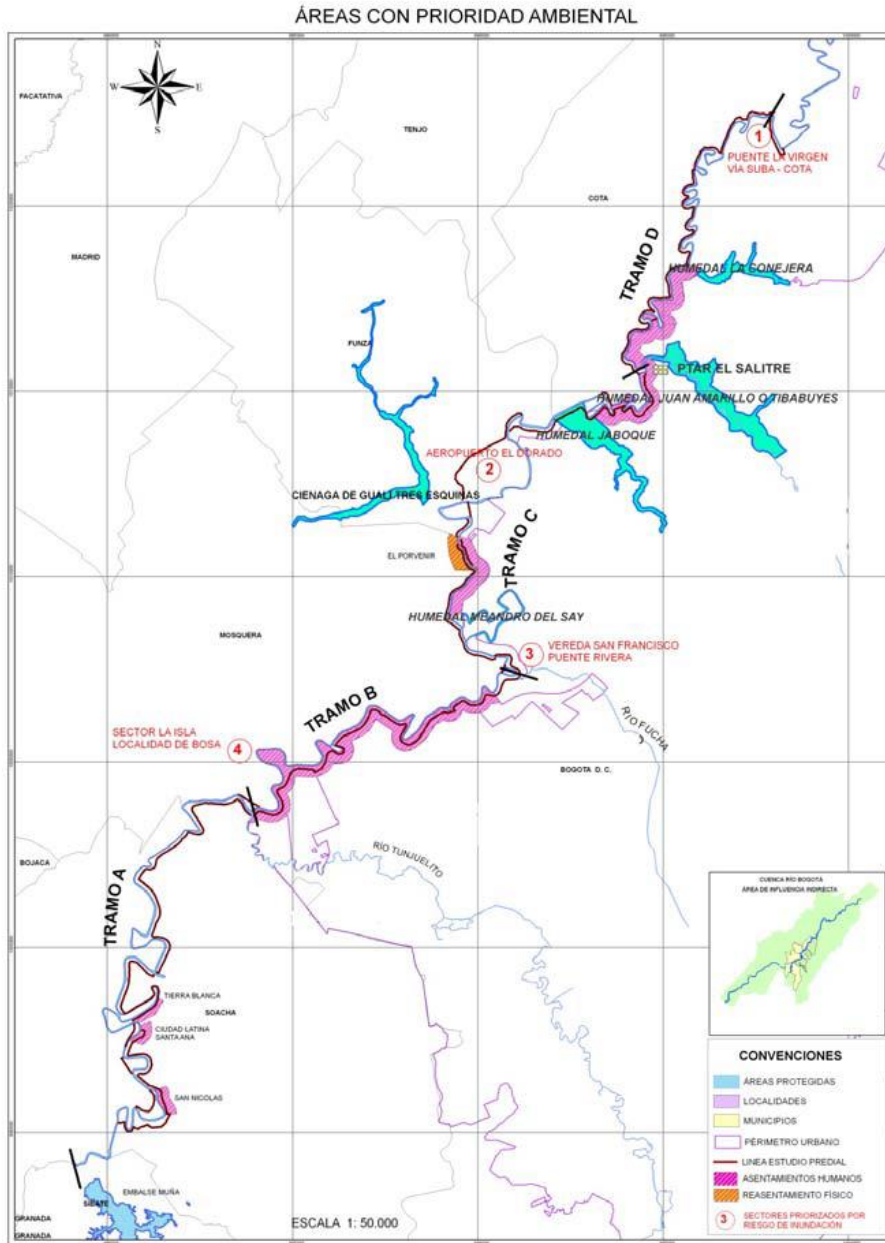 ÁREAS CON PRIORIDAD AMBIENTAL
N
W
E
S
FACATATIVA
TENJO
1
PUENTE LA VIRGEN
VÍA SUBA - COTA
COTA
MADRID
TRAMO D
HUMEDAL LA CONEJERA
FUNZA
PTAR EL SALITRE
HUMEDAL JUAN AMARILLO O TIBABUYES
HUMEDAL JABOQUE
AEROPUERTO EL DORADO
2
CIENAGA DE GUALI TRES ESQUINAS
TRAMO C
EL PORVENIR
HUMEDAL MEANDRO DEL SAY
MOSQUERA
3
VEREDA SAN FRANCISCO
PUENTE RIVERA
TRAMO B
RÍO FUCHA
SECTOR LA ISLA
LOCALIDAD DE BOSA
4
BOGOTA D. C.
RÍO TUNJUELITO
BOJACA
TRAMO A
CUENCA RÍO BOGOTÁ
ÁREA DE INFLUENCIA INDIRECTA
TIERRA BLANCA
SOACHA
CIUDAD LATINA
SANTA ANA
SAN NICOLAS
CONVENCIONES
ÁREAS PROTEGIDAS
LOCALIDADES
MUNICIPIOS
PÉRIMETRO URBANO
LINEA ESTUDIO PREDIAL
ASENTAMIENTOS HUMANOS
REASENTAMIENTO FÍSICO
3
SECTORES PRIORIZADOS POR
RIESGO DE INUNDACIÓN
EMBALSE MUÑA
SIBATE
GRANADA
GRANADA
ESCALA 1: 50.000